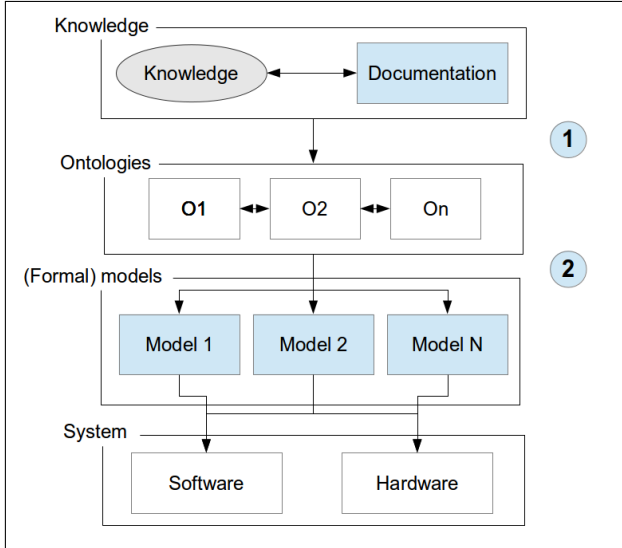 Knowledge
Knowledge Documentation
1
Ontologies
O1 O2 On
2
(Formal) models
Model 1 Model 2 Model N
System
Software Hardware